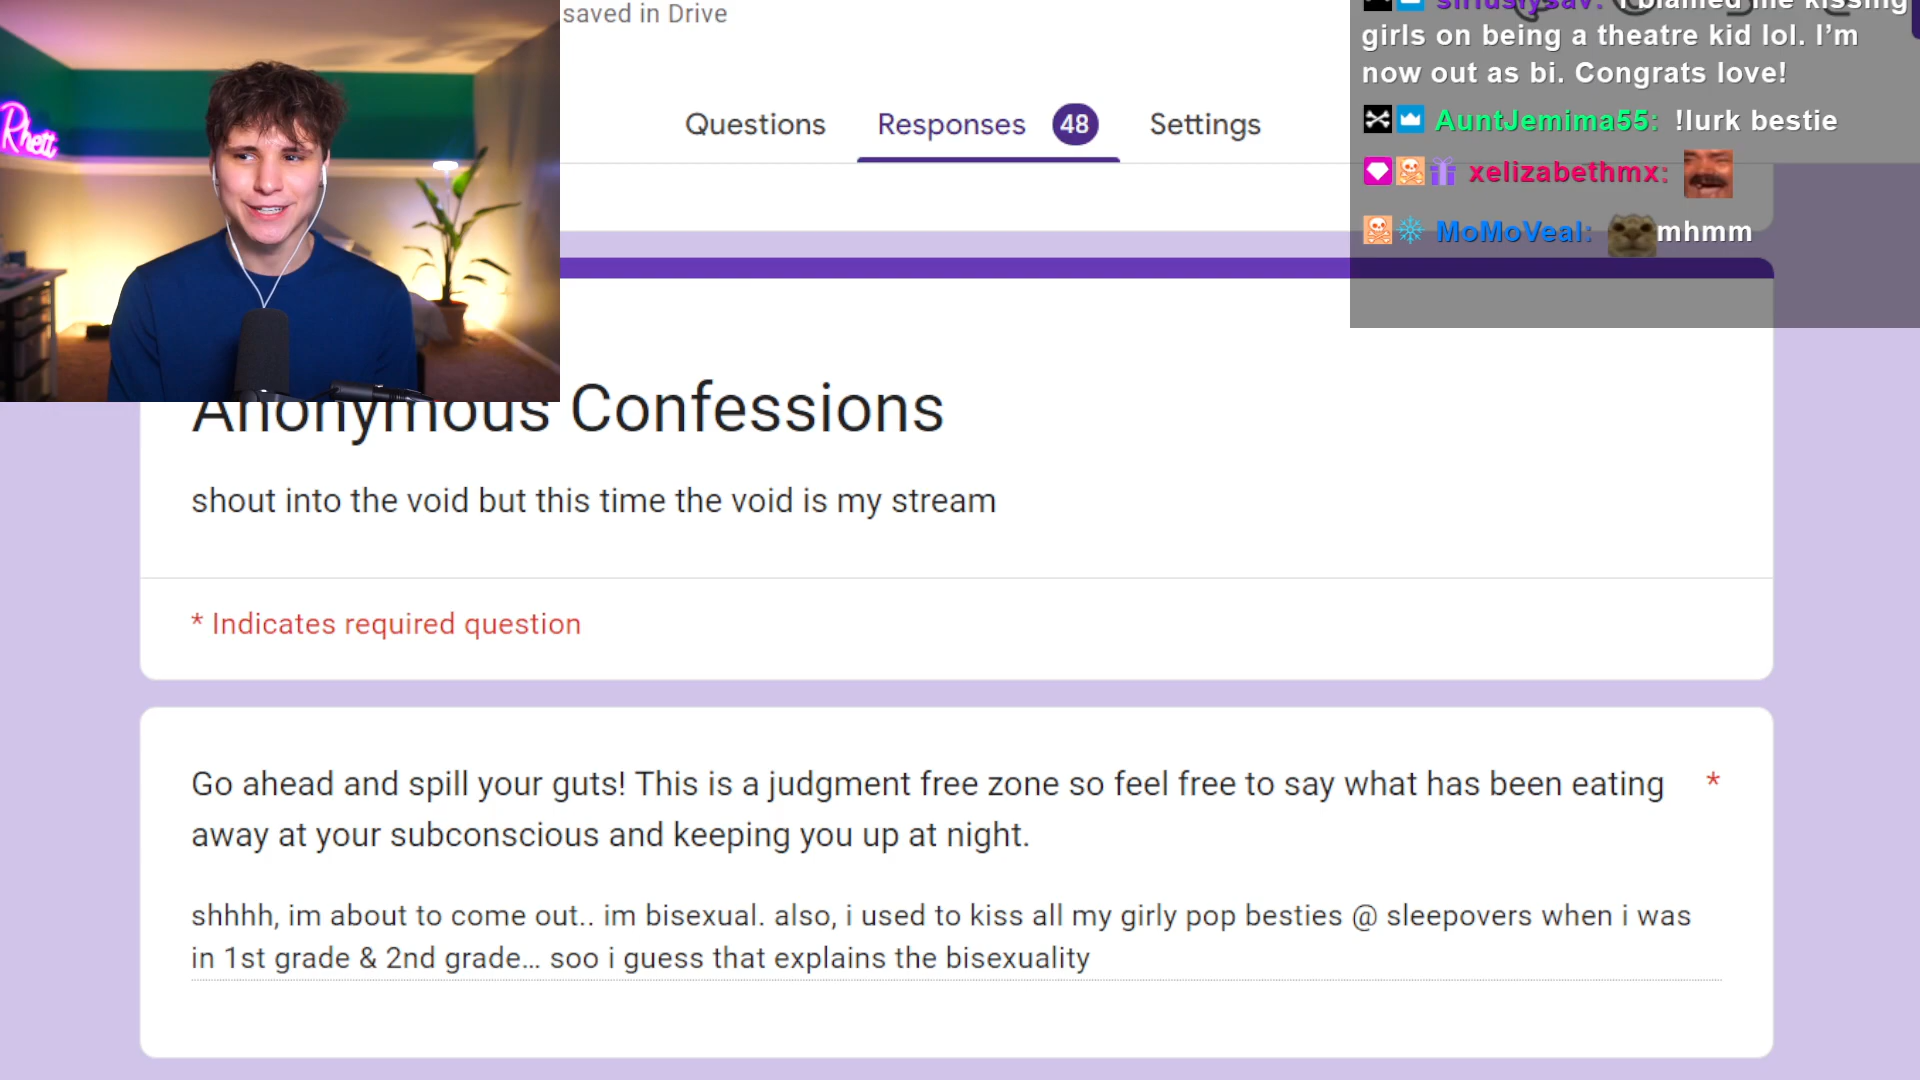 saved in Drive
Rhett
Questions
Responses
48
Settings
siriuslysav: I blamed me kissing
girls on being a theatre kid lol. I'm
now out as bi. Congrats love!
AuntJemima55: !lurk bestie
xelizabethmx:
MoMoVeal: mhmm
Anonymous Confessions
shout into the void but this time the void is my stream
* Indicates required question
Go ahead and spill your guts! This is a judgment free zone so feel free to say what has been eating *
away at your subconscious and keeping you up at night.
shhhh, im about to come out.. im bisexual. also, i used to kiss all my girly pop besties @ sleepovers when i was
in 1st grade & 2nd grade... soo i guess that explains the bisexuality